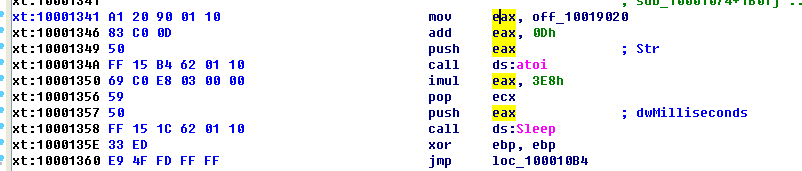 ; sub_10001074+1B0↑j ..
xt:10001341 A1 20 90 01 10 mov eax, off_10019020
xt:10001346 83 C0 0D add eax, 0Dh
xt:10001349 50 push eax ; Str
xt:1000134A FF 15 B4 62 01 10 call ds:atoi
xt:10001350 69 C0 E8 03 00 00 imul eax, 3E8h
xt:10001356 59 pop ecx
xt:10001357 50 push eax ; dwMilliseconds
xt:10001358 FF 15 1C 62 01 10 call ds:Sleep
xt:1000135E 33 ED xor ebp, ebp
xt:10001360 E9 4F FD FF FF jmp loc_100010B4